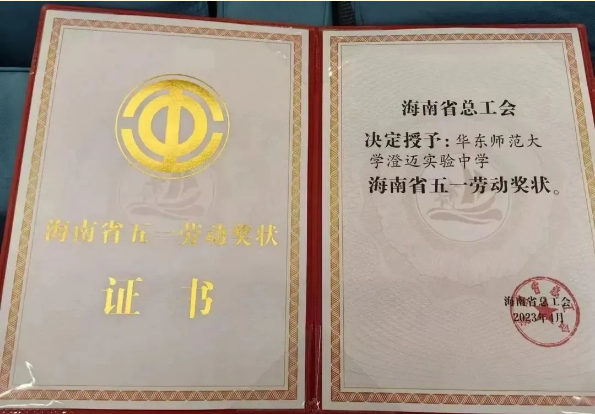 海南省五一劳动奖状
证书
海南省总工会
决定授予：华东师范大
学澄迈实验中学
海南省五一劳动奖状。
海南省总工会
2023年4月